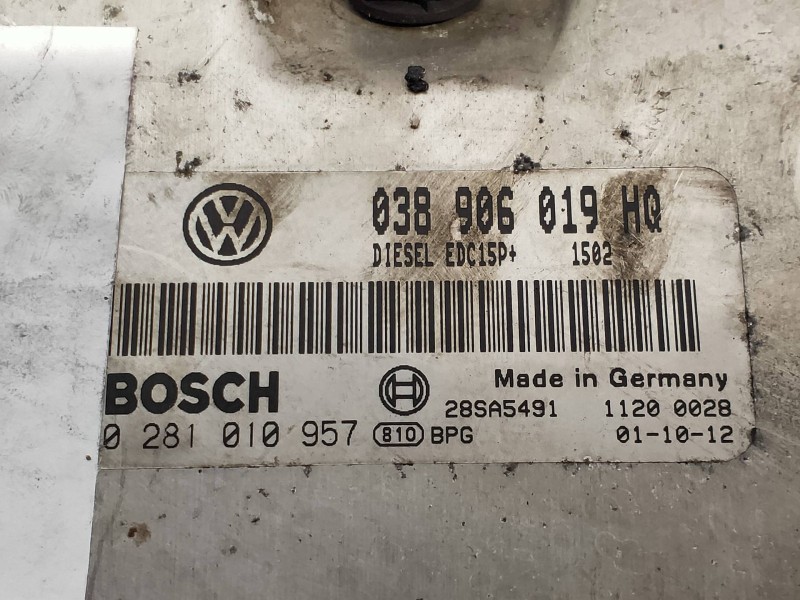 VW 038 906 019 HQ
DIESEL EDC15P+ 1502
BOSCH Made in Germany
28SA5491 1120 0028
0 281 010 957 810 BPG 01-10-12